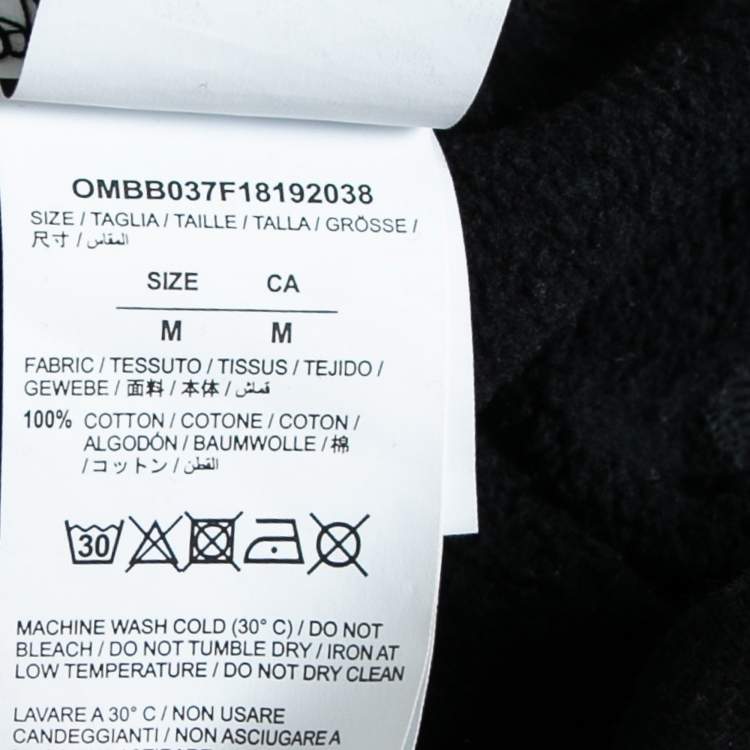 OMBB037F18192038
SIZE / TAGLIA / TAILLE / TALLA / GRÖSSE /
尺寸 / المقاس
SIZE CA
M M
FABRIC / TESSUTO / TISSUS / TEJIDO /
GEWEBE / 面料 / 本体 / قماش
100% COTTON / COTONE / COTON /
ALGODÓN / BAUMWOLLE / 棉
/ コットン / القطن
30
MACHINE WASH COLD (30° C) / DO NOT
BLEACH / DO NOT TUMBLE DRY / IRON AT
LOW TEMPERATURE / DO NOT DRY CLEAN
LAVARE A 30° C / NON USARE
CANDEGGIANTI / NON ASCIUGARE A